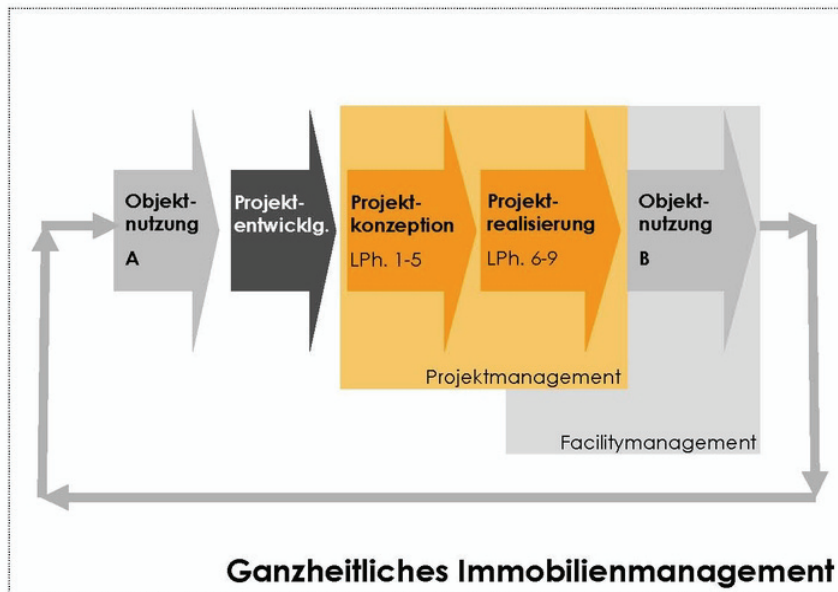 Objekt-
nutzung
A
Projekt-
entwicklg.
Projekt-
konzeption
LPh. 1-5
Projekt-
realisierung
LPh. 6-9
Objekt-
nutzung
B
Projektmanagement
Facilitymanagement
Ganzheitliches Immobilienmanagement